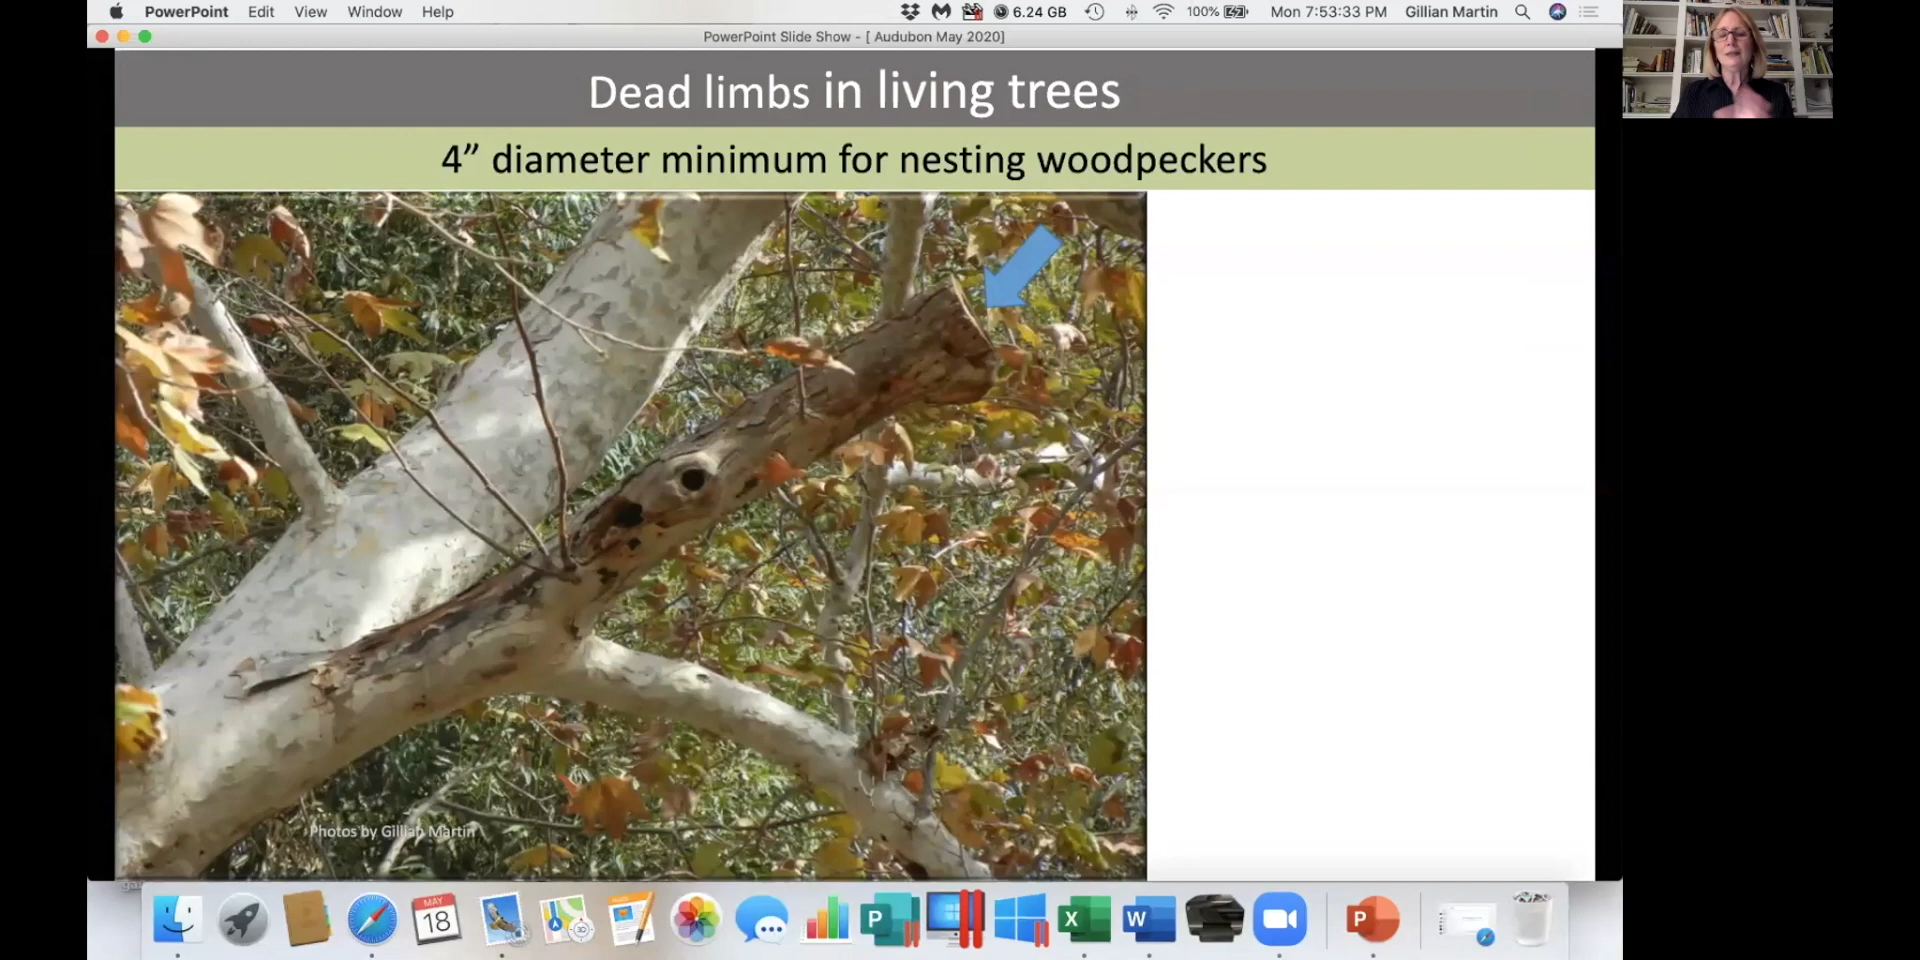 PowerPoint Edit View Window Help 6.24 GB 100% Mon 7:53:33 PM Gillian Martin
PowerPoint Slide Show - [ Audubon May 2020]
Dead limbs in living trees
4” diameter minimum for nesting woodpeckers
Photos by Gillian Martin
MAY
18
3D
P
X
W
P